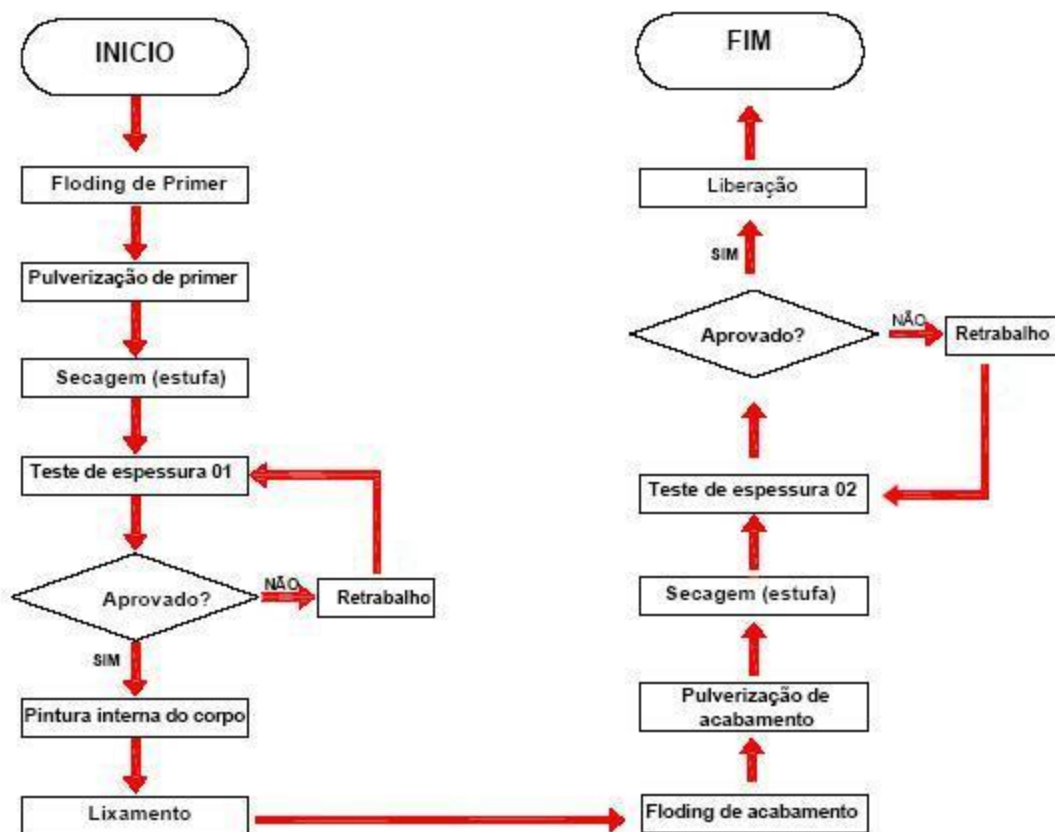 INICIO
Floding de Primer
Pulverização de primer
Secagem (estufa)
Teste de espessura 01
Aprovado?
NÃO
Retrabalho
SIM
Pintura interna do corpo
Lixamento
Floding de acabamento
Pulverização de
acabamento
Secagem (estufa)
Teste de espessura 02
Aprovado?
NÃO
Retrabalho
SIM
Liberação
FIM